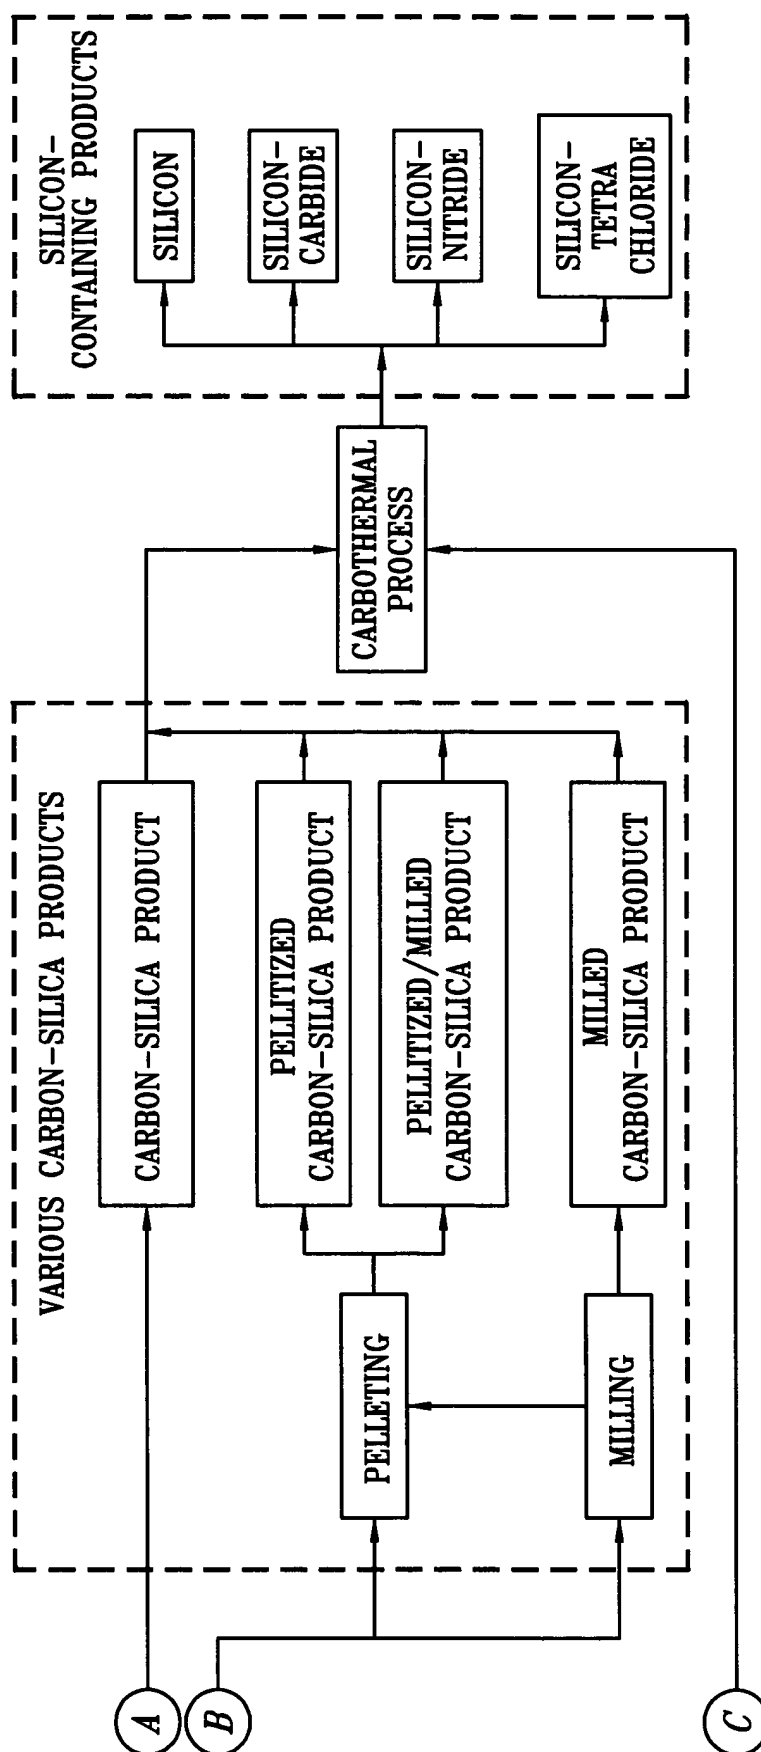 A
B
C
VARIOUS CARBON-SILICA PRODUCTS
PELLETING
MILLING
CARBON-SILICA PRODUCT
PELLITIZED
CARBON-SILICA PRODUCT
PELLITIZED/MILLED
CARBON-SILICA PRODUCT
MILLED
CARBON-SILICA PRODUCT
CARBOTHERMAL
PROCESS
SILICON-
CONTAINING PRODUCTS
SILICON
SILICON-
CARBIDE
SILICON-
NITRIDE
SILICON-
TETRA
CHLORIDE